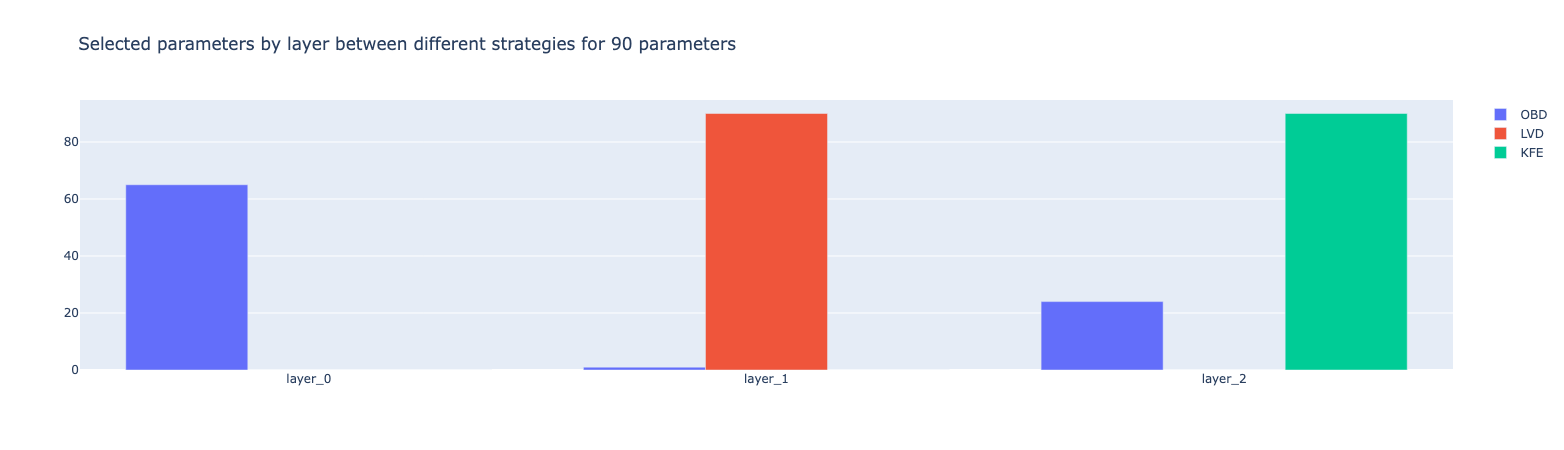 Selected parameters by layer between different strategies for 90 parameters
OBD
LVD
KFE
80
60
40
20
0
layer_0
layer_1
layer_2